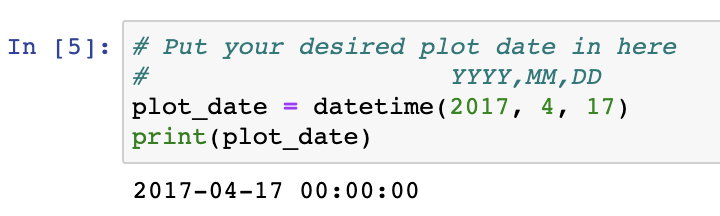 In [5]: # Put your desired plot date in here
# YYYY,MM,DD
plot_date = datetime(2017, 4, 17)
print(plot_date)
2017-04-17 00:00:00